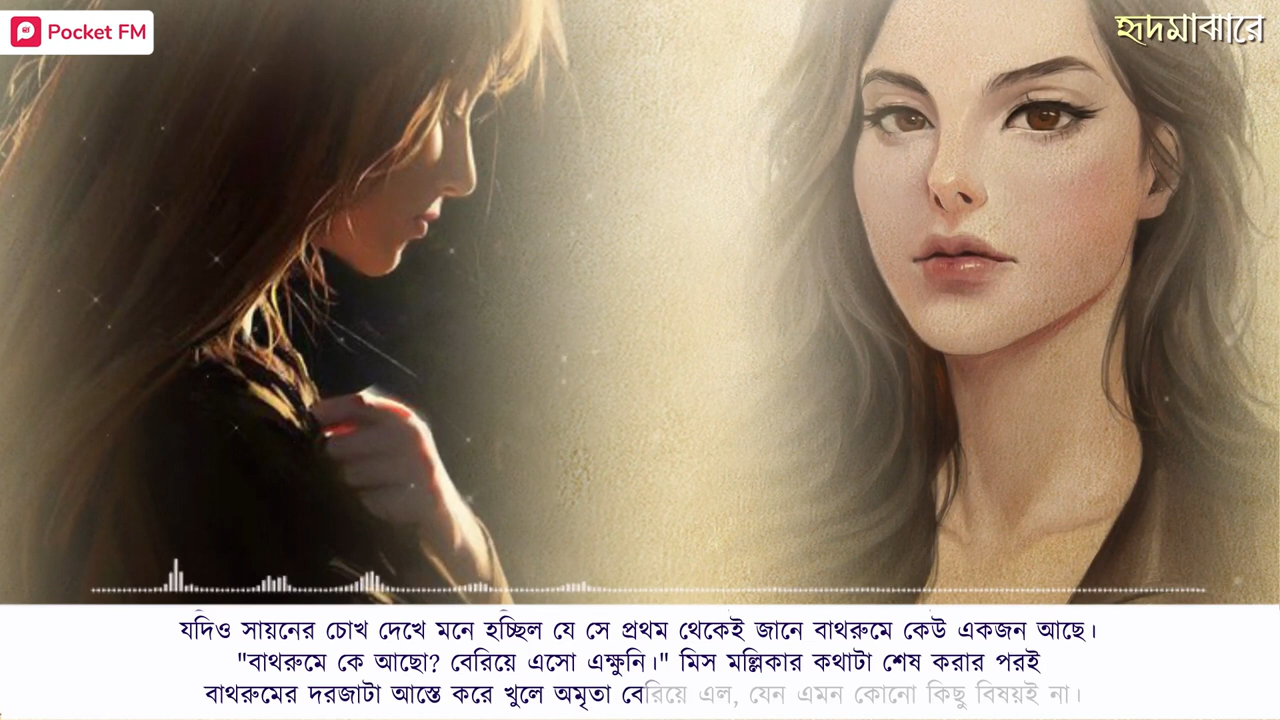 Pocket FM
হৃদমাঝারে
যদিও সায়নের চোখ দেখে মনে হচ্ছিল যে সে প্রথম থেকেই জানে বাথরুমে কেউ একজন আছে।
"বাথরুমে কে আছো? বেরিয়ে এসো এক্ষুনি।" মিস মল্লিকার কথাটা শেষ করার পরই
বাথরুমের দরজাটা আস্তে করে খুলে অমৃতা বেরিয়ে এল, যেন এমন কোনো কিছু বিষয়ই না।